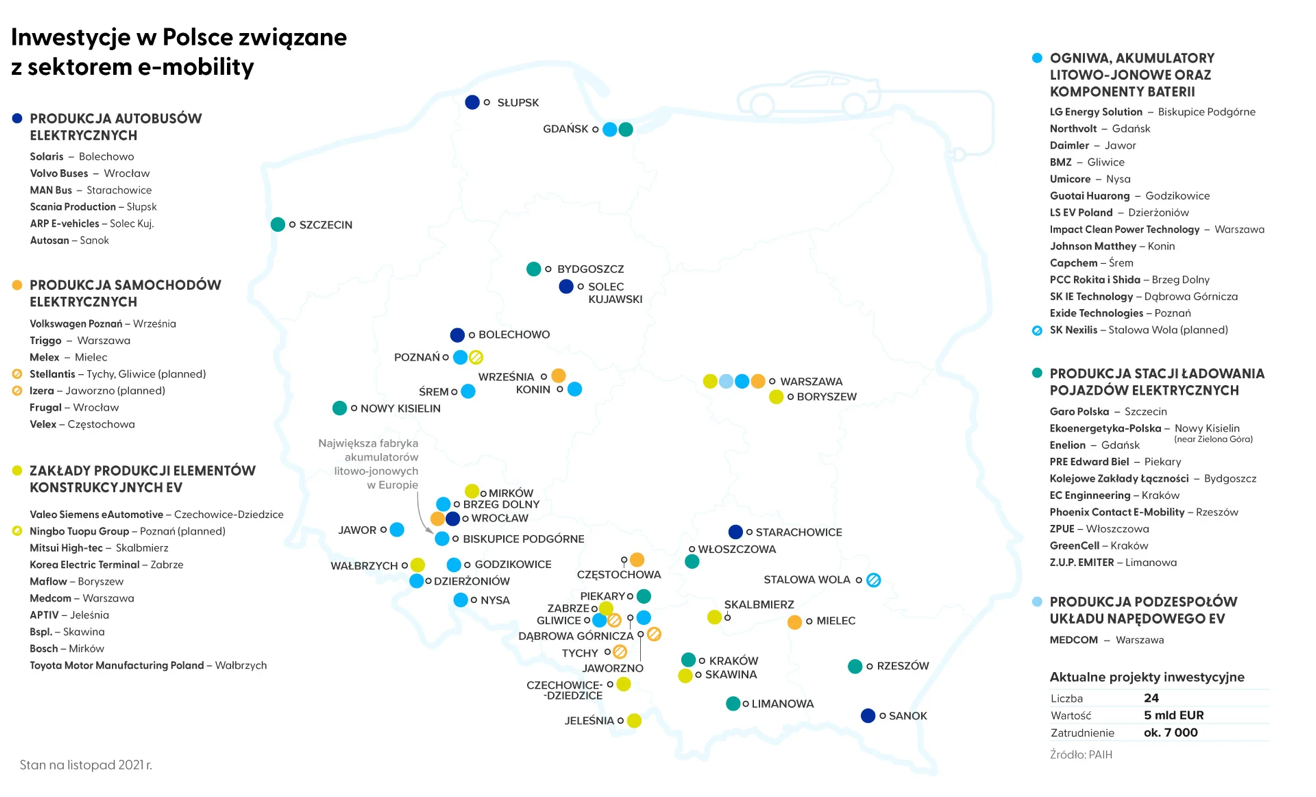 Inwestycje w Polsce związane
z sektorem e-mobility
PRODUKCJA AUTOBUSÓW
ELEKTRYCZNYCH
Solaris – Bolechowo
Volvo Buses – Wrocław
MAN Bus – Starachowice
Scania Production – Słupsk
ARP E-vehicles – Solec Kuj.
Autosan – Sanok
PRODUKCJA SAMOCHODÓW
ELEKTRYCZNYCH
Volkswagen Poznań – Września
Triggo – Warszawa
Melex – Mielec
Stellantis – Tychy, Gliwice (planned)
Izera – Jaworzno (planned)
Frugal – Wrocław
Velex – Częstochowa
ZAKŁADY PRODUKCJI ELEMENTÓW
KONSTRUKCYJNYCH EV
Valeo Siemens eAutomotive – Czechowice-Dziedzice
Ningbo Tuopu Group – Poznań (planned)
Mitsui High-tec – Skalbmierz
Korea Electric Terminal – Zabrze
Maflow – Boryszew
Medcom – Warszawa
APTIV – Jeleśnia
Bspl. – Skawina
Bosch – Mirków
Toyota Motor Manufacturing Poland – Wałbrzych
Stan na listopad 2021 r.
SŁUPSK
GDAŃSK
SZCZECIN
BYDGOSZCZ
SOLEC
KUJAWSKI
BOLECHOWO
POZNAŃ
WRZEŚNIA
KONIN
ŚREM
NOWY KISIELIN
WARSZAWA
BORYSZEW
Największa fabryka
akumulatorów
litowo-jonowych
w Europie
MIRKÓW
BRZEG DOLNY
WROCŁAW
JAWOR
BISKUPICE PODGÓRNE
WAŁBRZYCH
GODZIKOWICE
DZIERŻONIÓW
NYSA
STARACHOWICE
WŁOSZCZOWA
CZĘSTOCHOWA
STALOWA WOLA
PIEKARY
ZABRZE
GLIWICE
SKALBMIERZ
MIELEC
DĄBROWA GÓRNICZA
TYCHY
JAWORZNO
KRAKÓW
SKAWINA
RZESZÓW
CZECHOWICE-
-DZIEDZICE
LIMANOWA
SANOK
JELEŚNIA
OGNIWA, AKUMULATORY
LITOWO-JONOWE ORAZ
KOMPONENTY BATERII
LG Energy Solution – Biskupice Podgórne
Northvolt – Gdańsk
Daimler – Jawor
BMZ – Gliwice
Umicore – Nysa
Guotai Huarong – Godzikowice
LS EV Poland – Dzierżoniów
Impact Clean Power Technology – Warszawa
Johnson Matthey – Konin
Capchem – Śrem
PCC Rokita i Shida – Brzeg Dolny
SK IE Technology – Dąbrowa Górnicza
Exide Technologies – Poznań
SK Nexilis – Stalowa Wola (planned)
PRODUKCJA STACJI ŁADOWANIA
POJAZDÓW ELEKTRYCZNYCH
Garo Polska – Szczecin
Ekoenergetyka-Polska – Nowy Kisielin
(near Zielona Góra)
Enelion – Gdańsk
PRE Edward Biel – Piekary
Kolejowe Zakłady Łączności – Bydgoszcz
EC Enginnering – Kraków
Phoenix Contact E-Mobility – Rzeszów
ZPUE – Włoszczowa
GreenCell – Kraków
Z.U.P. EMITER – Limanowa
PRODUKCJA PODZESPOŁÓW
UKŁADU NAPĘDOWEGO EV
MEDCOM – Warszawa
Aktualne projekty inwestycyjne
Liczba 24
Wartość 5 mld EUR
Zatrudnienie ok. 7 000
Źródło: PAIH